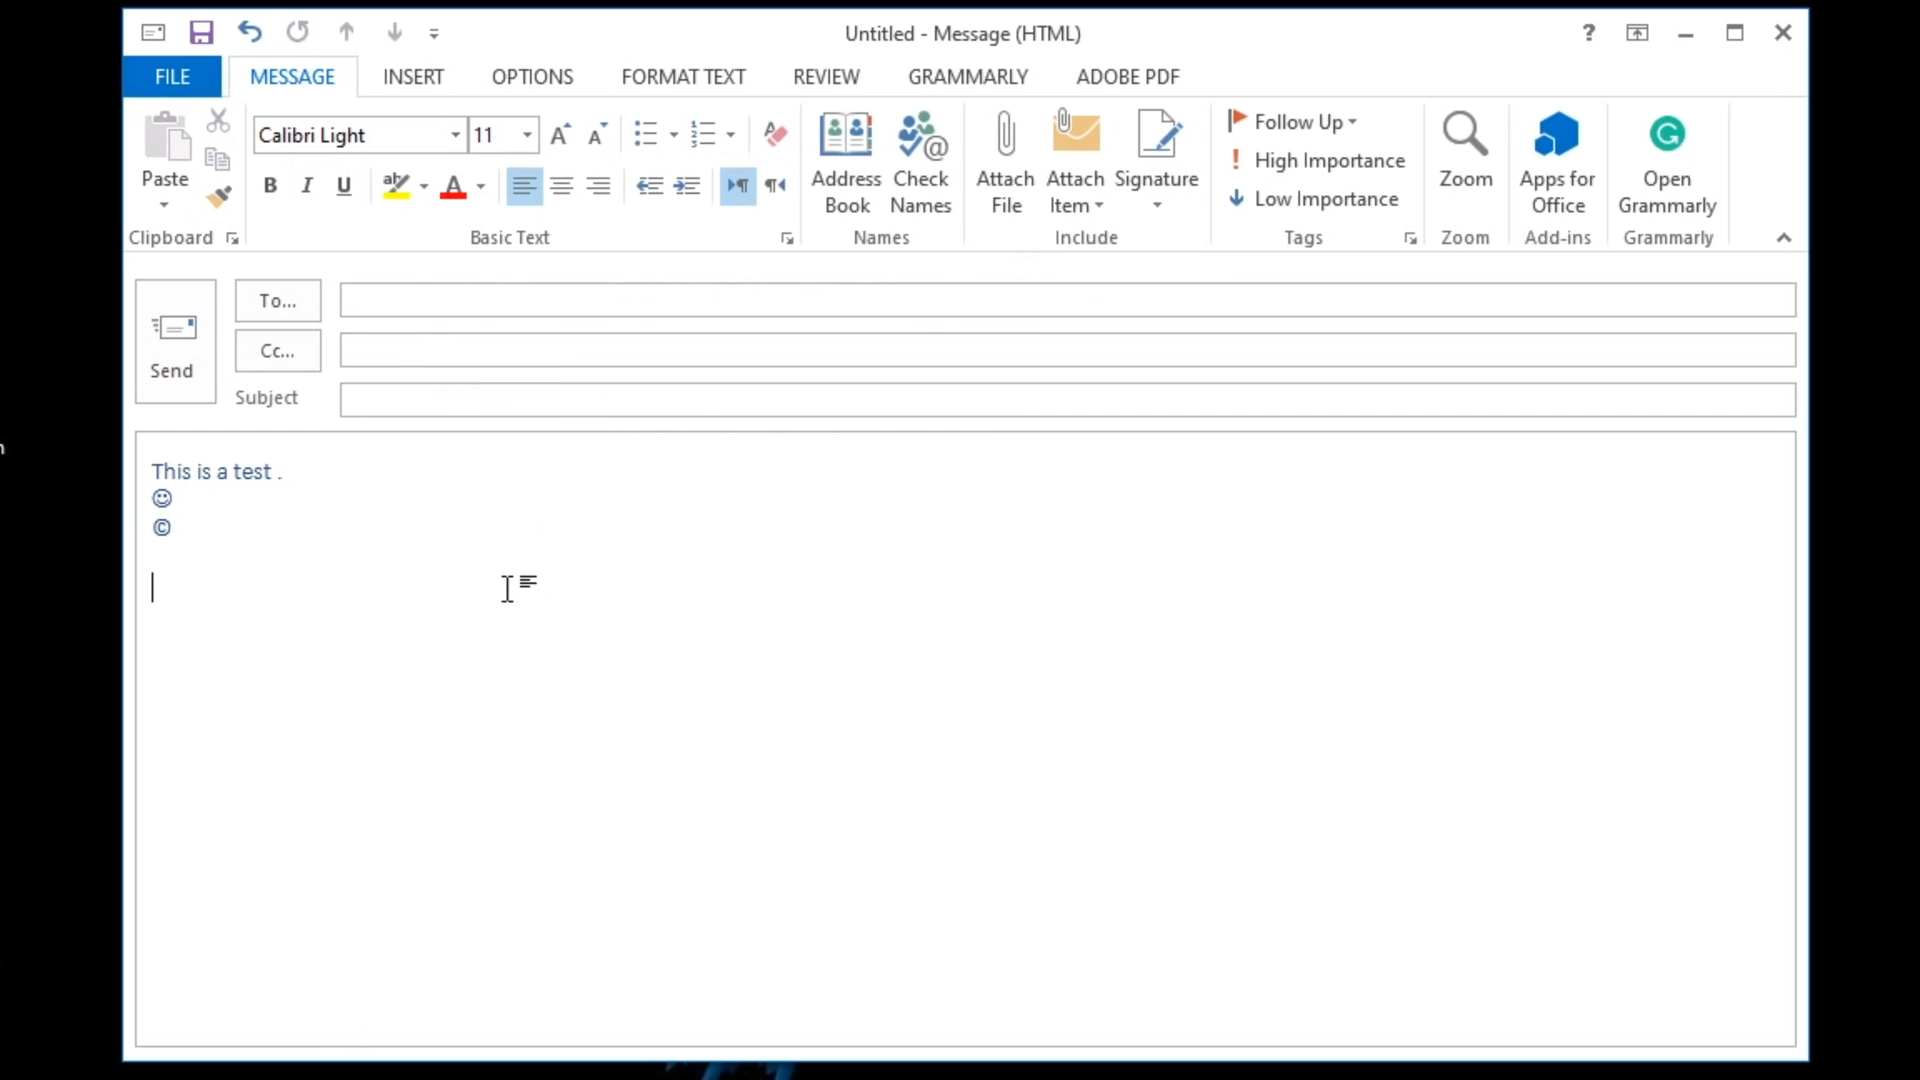 Untitled - Message (HTML)
?
FILE MESSAGE INSERT OPTIONS FORMAT TEXT REVIEW GRAMMARLY ADOBE PDF
Calibri Light 11
Paste
B I U
Address Book
Check Names
Attach File
Attach Item
Signature
Follow Up
High Importance
Low Importance
Zoom
Apps for Office
Open Grammarly
Clipboard Basic Text Names Include Tags Zoom Add-ins Grammarly
Send
To...
Cc...
Subject
This is a test .
☺
©